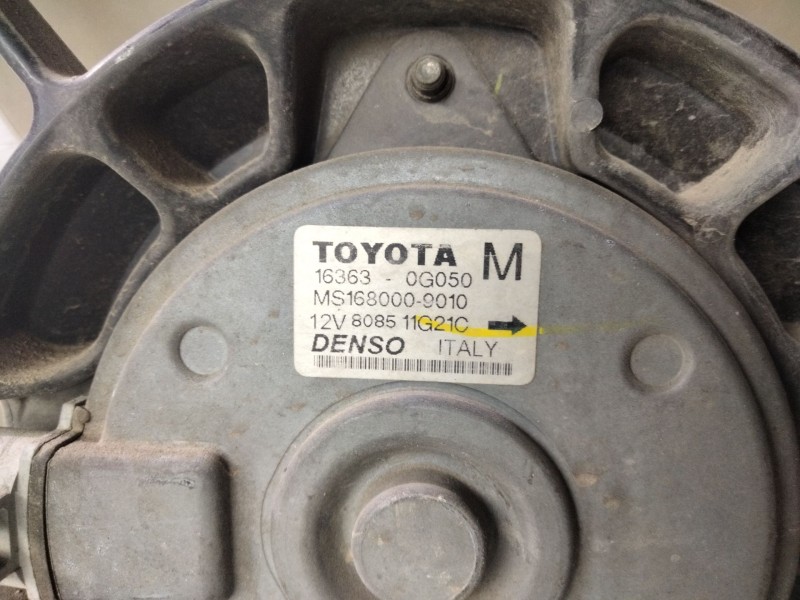 TOYOTA M
16363 - 0G050
MS168000-9010
12V 8085 11G21C
DENSO ITALY